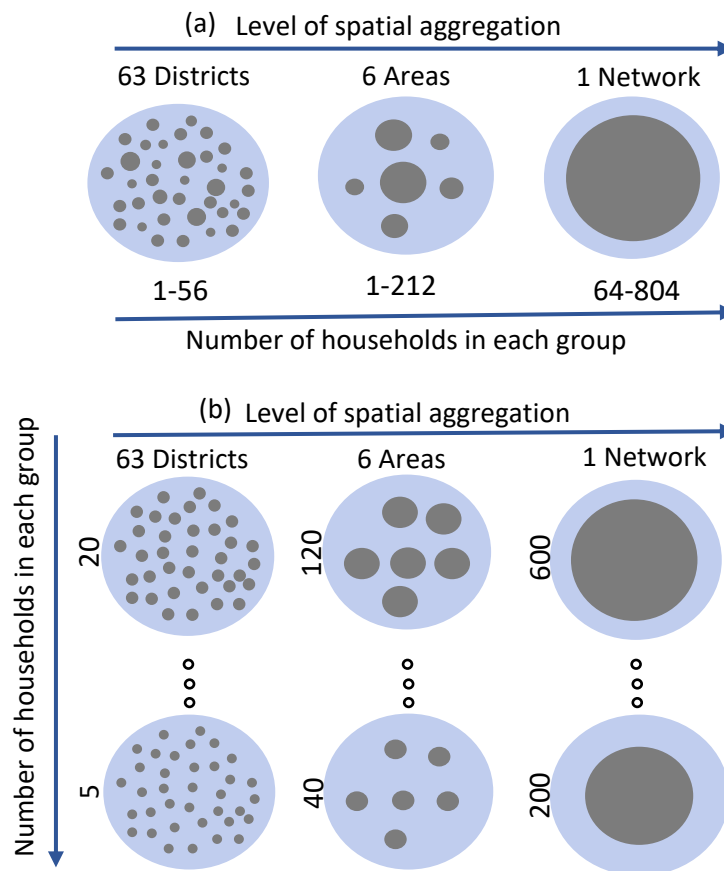 (a) Level of spatial aggregation
63 Districts 6 Areas 1 Network
1-56 1-212 64-804
Number of households in each group
(b) Level of spatial aggregation
Number of households in each group
63 Districts 6 Areas 1 Network
20 120 600
5 40 200